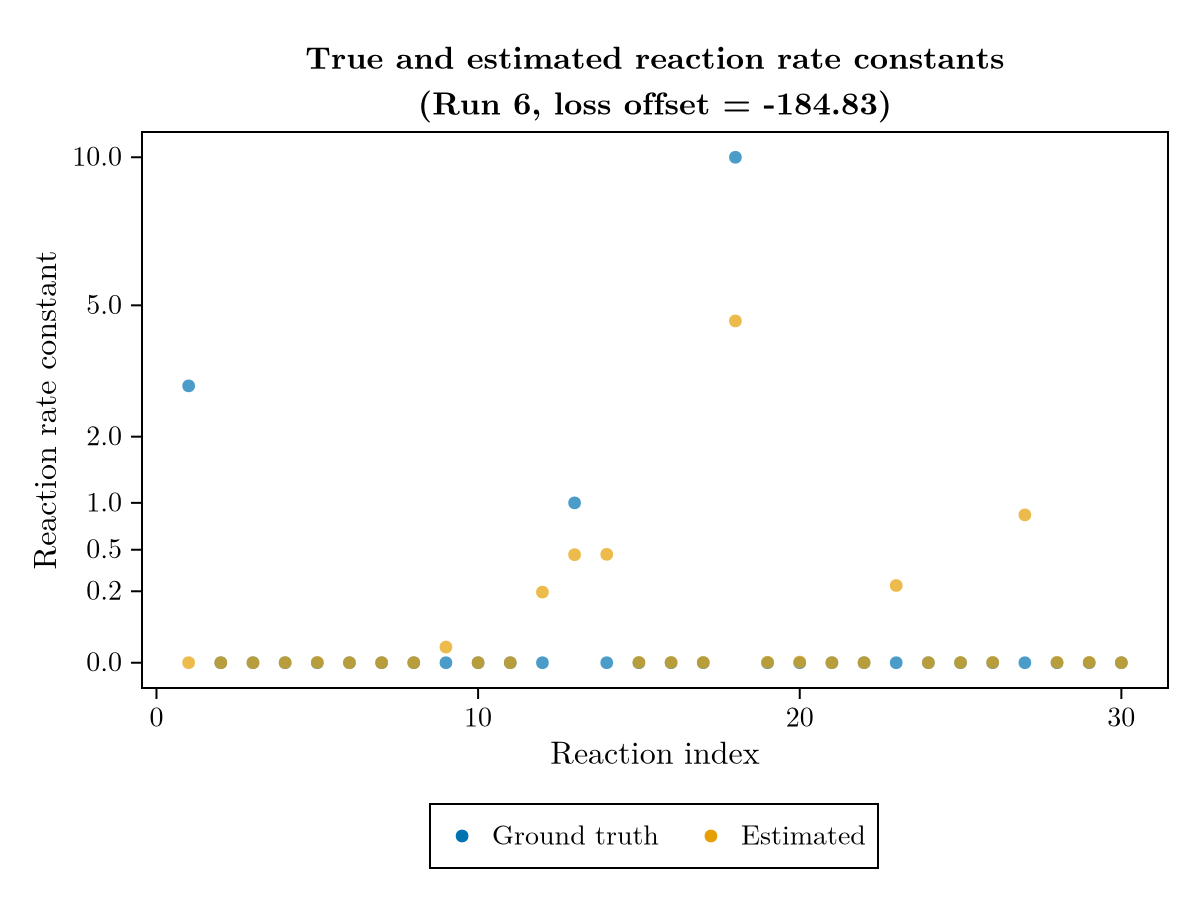 True and estimated reaction rate constants
(Run 6, loss offset = -184.83)
Reaction rate constant
10.0
5.0
2.0
1.0
0.5
0.2
0.0
0 10 20 30
Reaction index
Ground truth Estimated